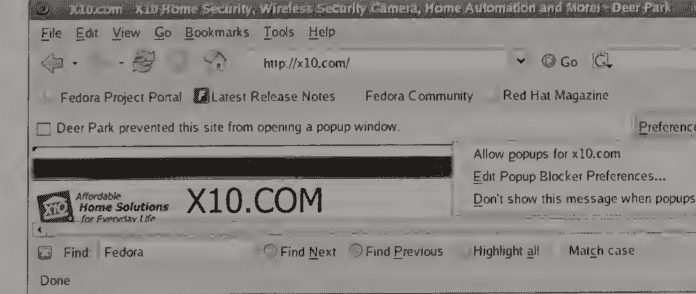 X10.com X10 Home Security, Wireless Security Camera, Home Automation and More! - Deer Park
File Edit View Go Bookmarks Tools Help
http://x10.com/ Go G
Fedora Project Portal Latest Release Notes Fedora Community Red Hat Magazine
Deer Park prevented this site from opening a popup window. Preference
Allow popups for x10.com
Edit Popup Blocker Preferences...
Don't show this message when popups
X10 Affordable
Home Solutions X10.COM
for Everyday Life
Find: Fedora Find Next Find Previous Highlight all Match case
Done